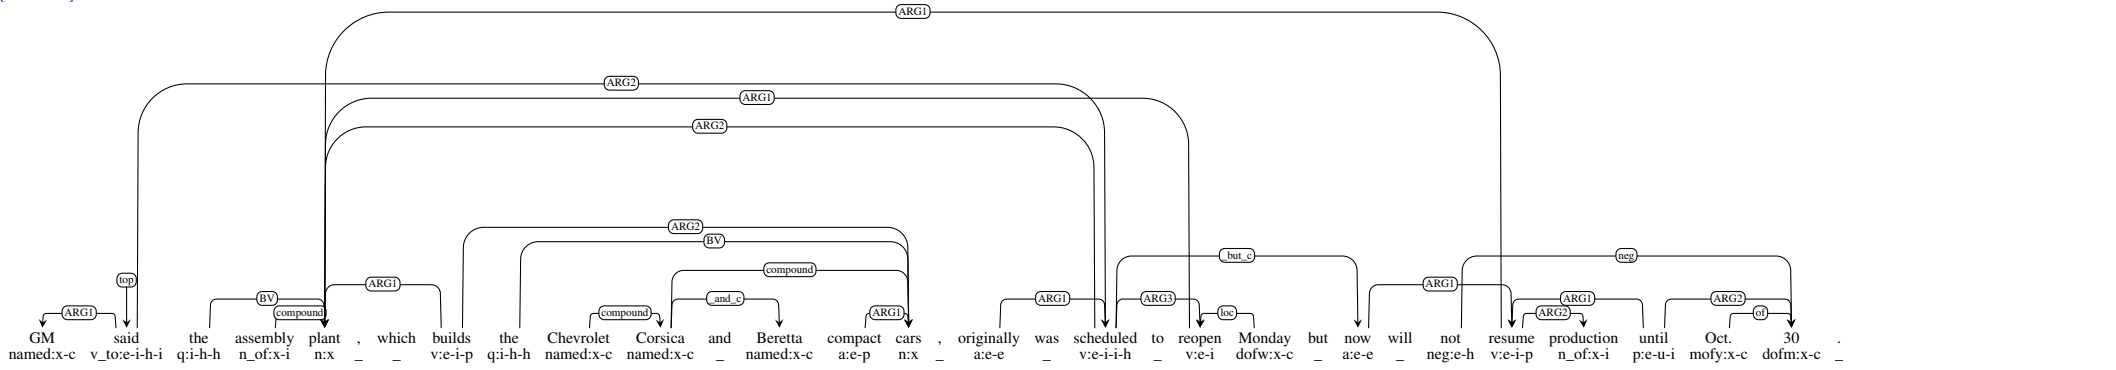 ARG1
ARG2
ARG1
ARG2
ARG2
BV
_but_c neg
compound
top ARG1 ARG1
BV _and_c ARG1 ARG1 ARG2
ARG1 compound compound ARG1 ARG3 loc ARG2 of
GM said the assembly plant , which builds the Chevrolet Corsica and Beretta compact cars , originally was scheduled to reopen Monday but now will not resume production until Oct. 30 .
named:x-c v_to:e-i-h-i q:i-h-h n_of:x-i n:x _ _ v:e-i-p q:i-h-h named:x-c named:x-c _ named:x-c a:e-p n:x _ a:e-e _ v:e-i-i-h _ v:e-i dofw:x-c _ a:e-e _ neg:e-h v:e-i-p n_of:x-i p:e-u-i mofy:x-c dofm:x-c _